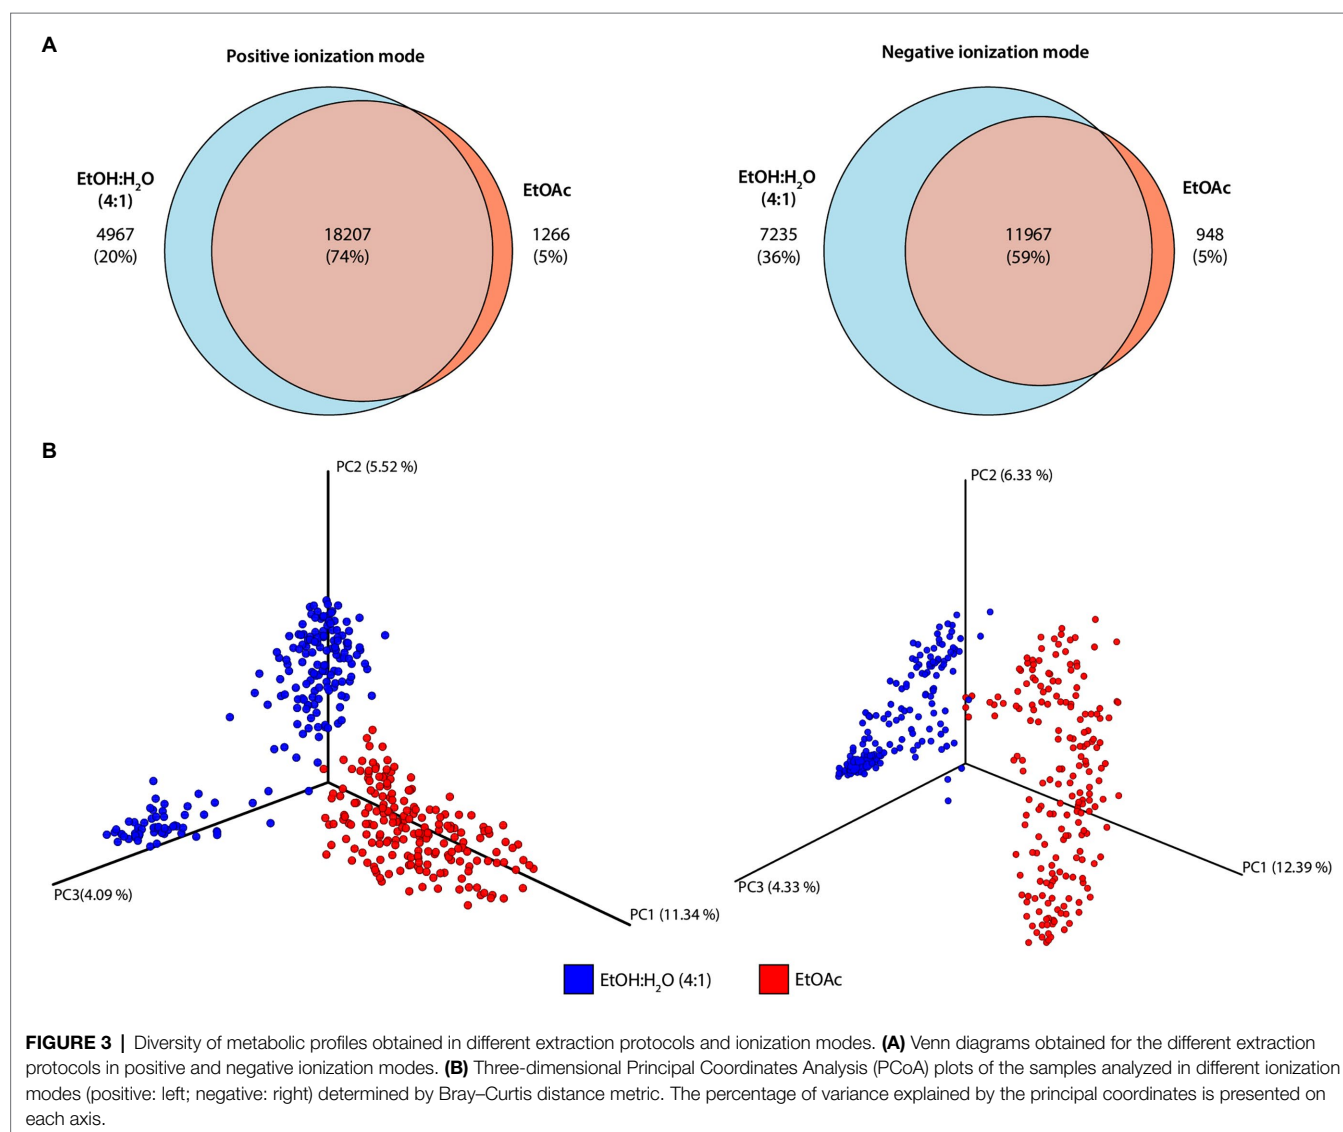 A
Positive ionization mode
Negative ionization mode
EtOH:H₂O
(4:1)
4967
(20%)
18207
(74%)
EtOAc
1266
(5%)
EtOH:H₂O
(4:1)
7235
(36%)
11967
(59%)
EtOAc
948
(5%)
B
PC2 (5.52 %)
PC3(4.09 %)
PC1 (11.34 %)
PC2 (6.33 %)
PC3 (4.33 %)
PC1 (12.39 %)
EtOH:H₂O (4:1)
EtOAc
FIGURE 3 | Diversity of metabolic profiles obtained in different extraction protocols and ionization modes. (A) Venn diagrams obtained for the different extraction
protocols in positive and negative ionization modes. (B) Three-dimensional Principal Coordinates Analysis (PCoA) plots of the samples analyzed in different ionization
modes (positive: left; negative: right) determined by Bray–Curtis distance metric. The percentage of variance explained by the principal coordinates is presented on
each axis.